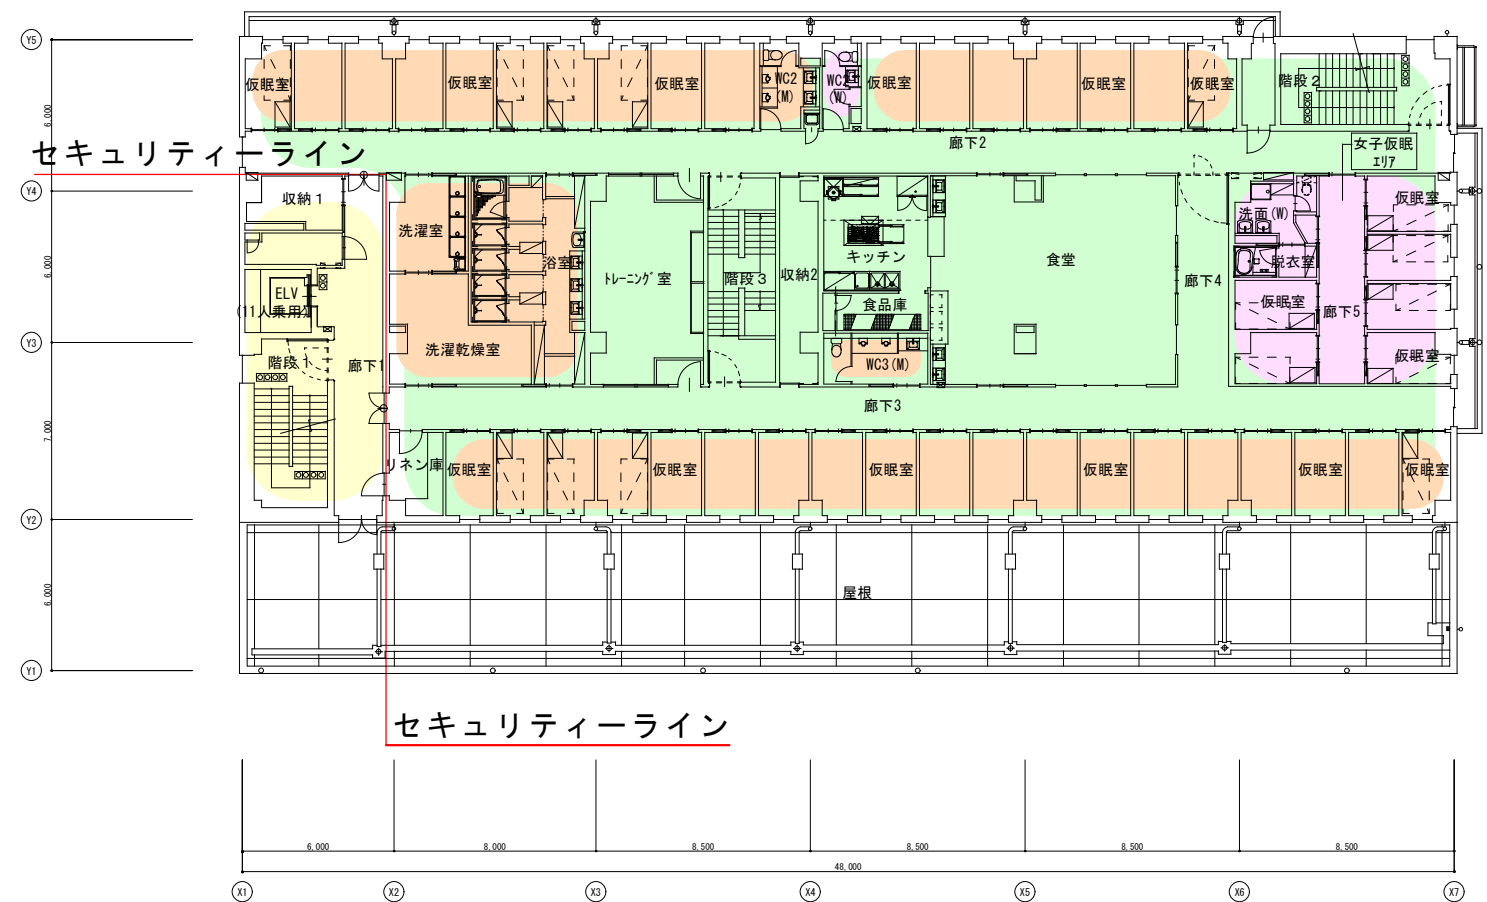 Y5
仮眠室
仮眠室
仮眠室
WC2
(M)
WC2
(W)
仮眠室
仮眠室
仮眠室
階段2
6,000
セキュリティーライン
廊下2
女子仮眠
エリア
Y4
収納1
洗濯室
浴室
トレーニング室
階段3
収納2
キッチン
食品庫
食堂
廊下4
洗面(W)
脱衣室
仮眠室
仮眠室
廊下5
6,000
ELV
(11人乗用)
Y3
階段1
廊下1
洗濯乾燥室
WC3(M)
仮眠室
廊下3
7,000
リネン庫
仮眠室
仮眠室
仮眠室
仮眠室
仮眠室
仮眠室
Y2
6,000
屋根
Y1
セキュリティーライン
6,000
8,000
8,500
8,500
8,500
8,500
48,000
X1
X2
X3
X4
X5
X6
X7